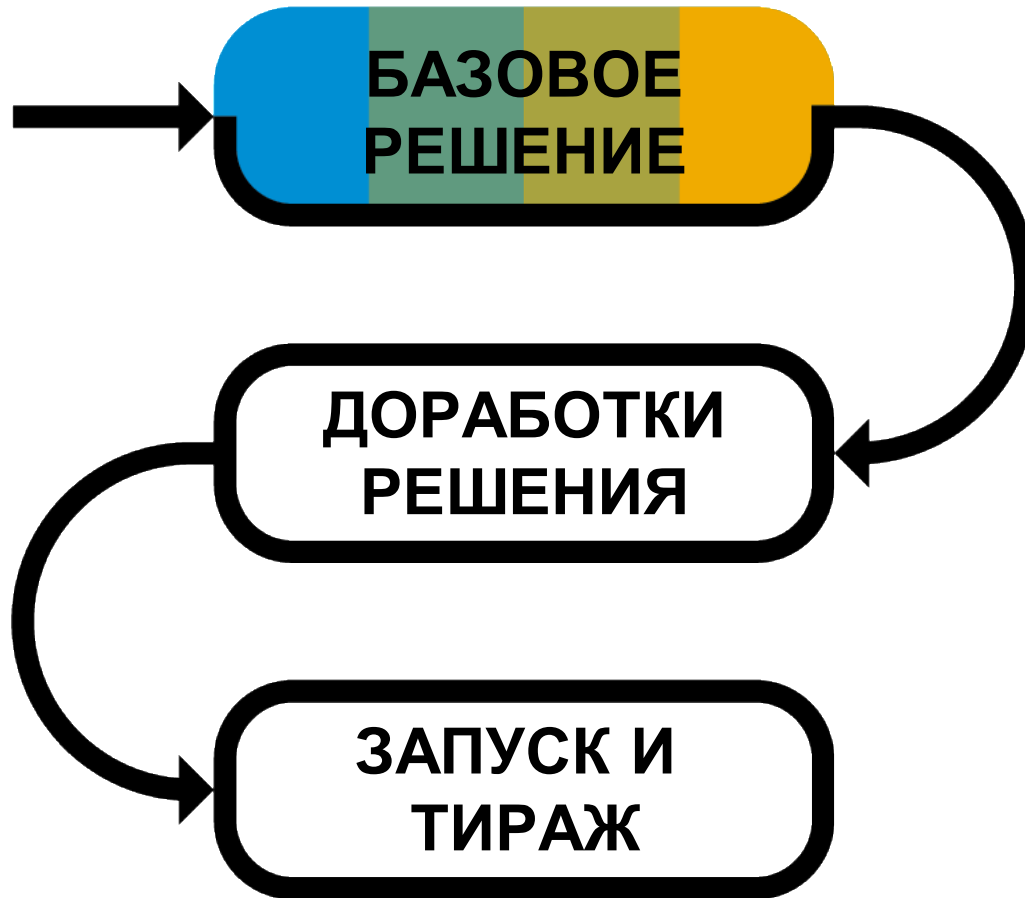 БАЗОВОЕ
РЕШЕНИЕ
ДОРАБОТКИ
РЕШЕНИЯ
ЗАПУСК И
ТИРАЖ